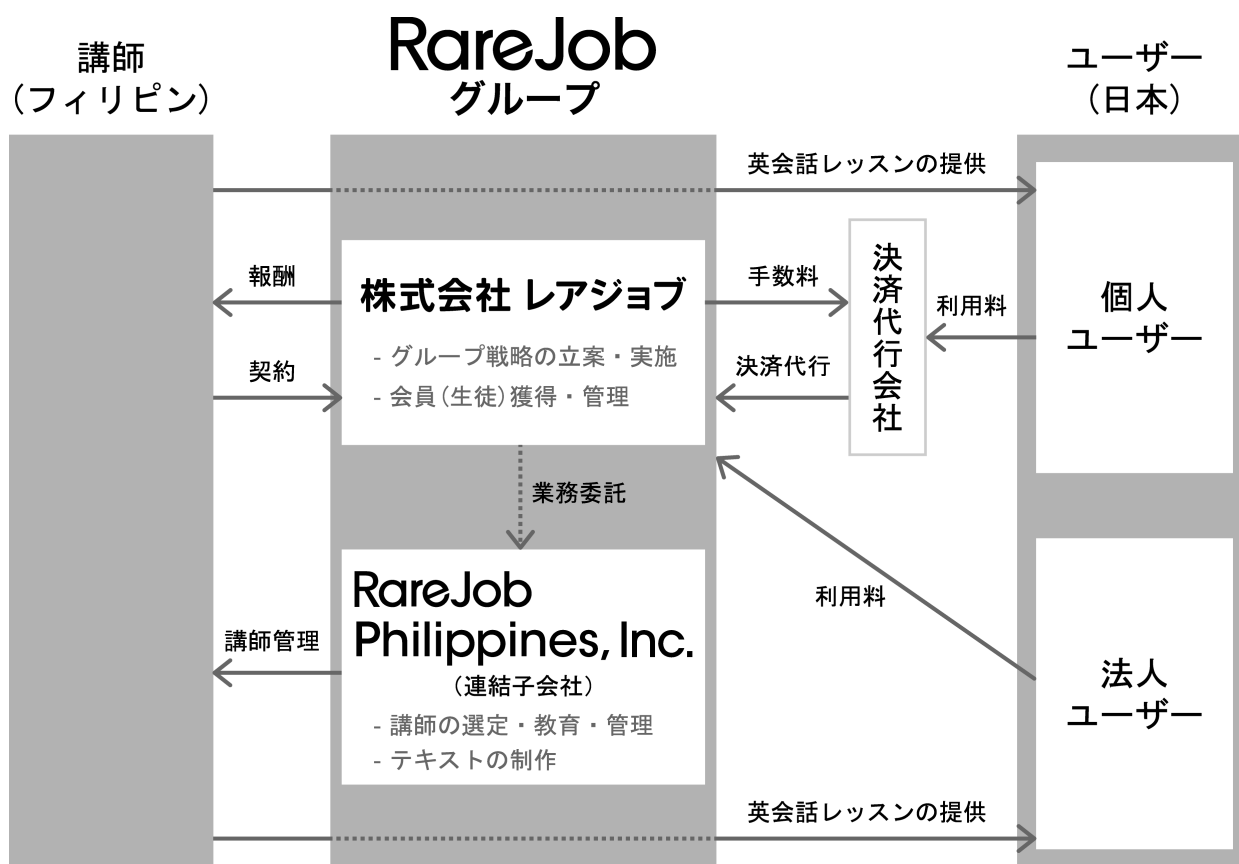 講師
（フィリピン）
RareJob
グループ
ユーザー
（日本）
英会話レッスンの提供
報酬
株式会社 レアジョブ
手数料
決済代行会社
利用料
個人
ユーザー
- グループ戦略の立案・実施
決済代行
契約
- 会員（生徒）獲得・管理
業務委託
RareJob
Philippines, Inc.
（連結子会社）
- 講師の選定・教育・管理
- テキストの制作
講師管理
利用料
法人
ユーザー
英会話レッスンの提供